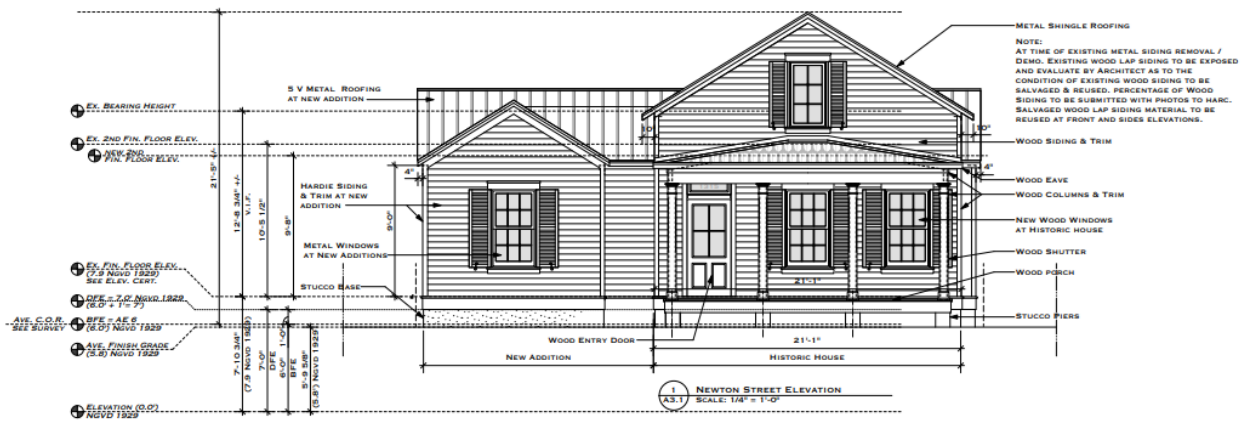 METAL SHINGLE ROOFING
NOTE:
AT TIME OF EXISTING METAL SIDING REMOVAL /
DEMO. EXISTING WOOD LAP SIDING TO BE EXPOSED
AND EVALUATE BY ARCHITECT AS TO THE
CONDITION OF EXISTING WOOD SIDING TO BE
SALVAGED & REUSED. PERCENTAGE OF WOOD
SIDING TO BE SUBMITTED WITH PHOTOS TO HARC.
SALVAGED WOOD LAP SIDING MATERIAL TO BE
REUSED AT FRONT AND SIDES ELEVATIONS.
5 V METAL ROOFING
AT NEW ADDITION
EX. BEARING HEIGHT
10"
10"
EX. 2ND FIN. FLOOR ELEV.
WOOD SIDING & TRIM
NEW 2ND
FIN. FLOOR ELEV.
4"
4"
WOOD EAVE
WOOD COLUMNS & TRIM
21'-5" +/-
12'-8 3/4" +/-
V.I.F.
10'-5 1/2"
9'-8"
9'-0"
HARDIE SIDING
& TRIM AT NEW
ADDITION
NEW WOOD WINDOWS
AT HISTORIC HOUSE
METAL WINDOWS
AT NEW ADDITIONS
WOOD SHUTTER
EX. FIN. FLOOR ELEV.
(7.9 NGVD 1929)
SEE ELEV. CERT.
WOOD PORCH
21'-1"
STUCCO BASE
DFE = 7.0' NGVD 1929
(6.0' + 1'= 7')
AVE. C.O.R.
SEE SURVEY
BFE = AE 6
(6.0') NGVD 1929
STUCCO PIERS
AVE. FINISH GRADE
(5.8) NGVD 1929
WOOD ENTRY DOOR
21'-1"
7'-10 3/4"
(7.9 NGVD 1929)
7'-0"
DFE
6'-0"
BFE
1'-0"
5'-9 5/8"
(5.8') NGVD 1929
NEW ADDITION
HISTORIC HOUSE
1
A3.1
NEWTON STREET ELEVATION
SCALE: 1/4" = 1'-0"
ELEVATION (0.0')
NGVD 1929